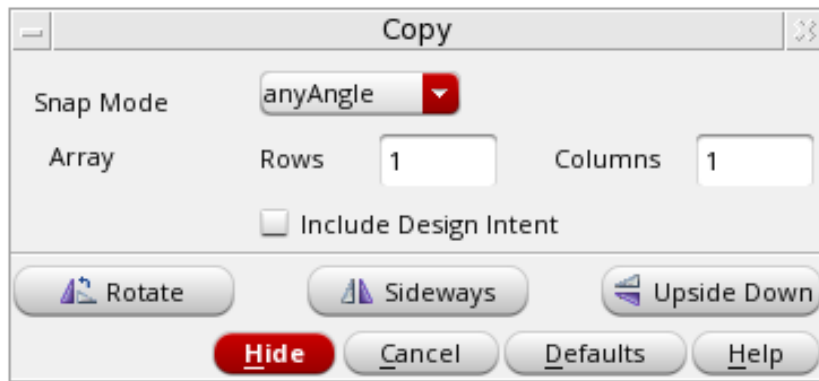 Copy
Snap Mode anyAngle
Array Rows 1 Columns 1
Include Design Intent
Rotate Sideways Upside Down
Hide Cancel Defaults Help